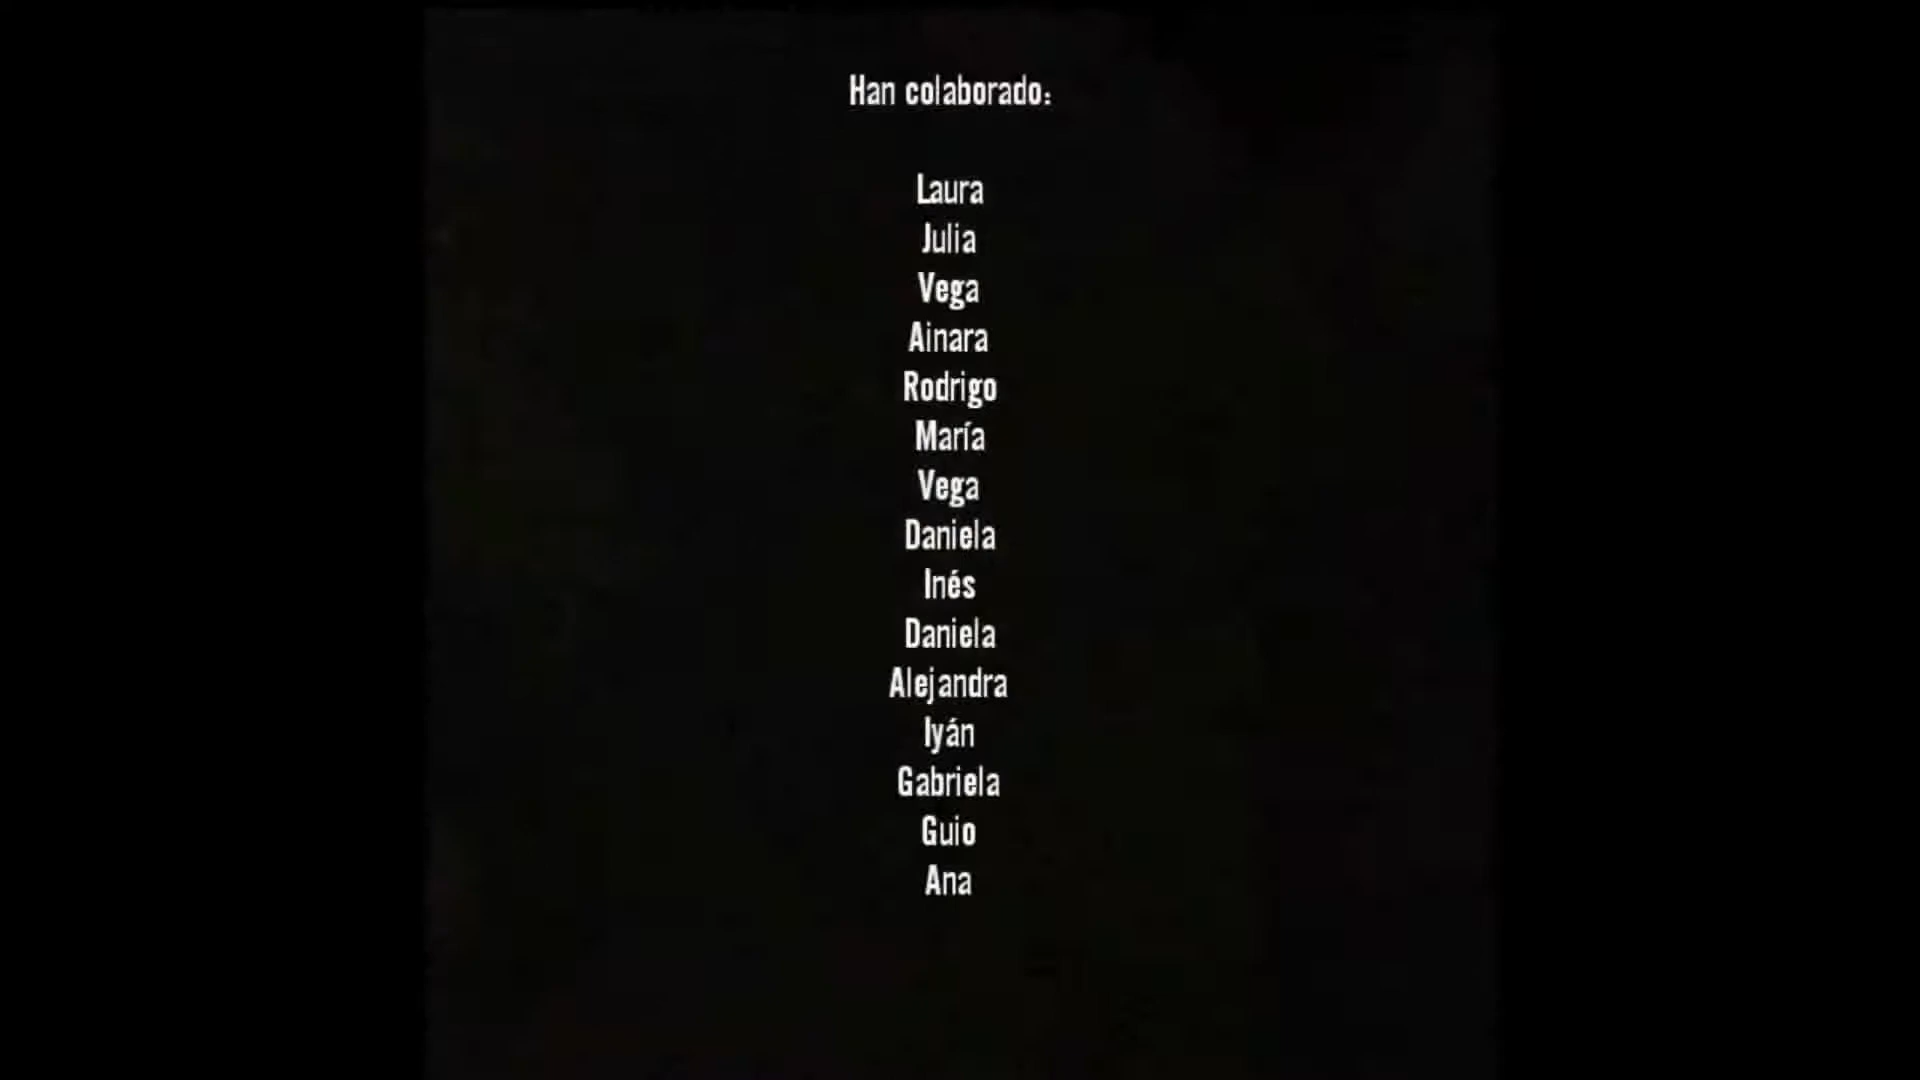 Han colaborado:
Laura
Julia
Vega
Ainara
Rodrigo
María
Vega
Daniela
Inés
Daniela
Alejandra
Iyán
Gabriela
Guio
Ana